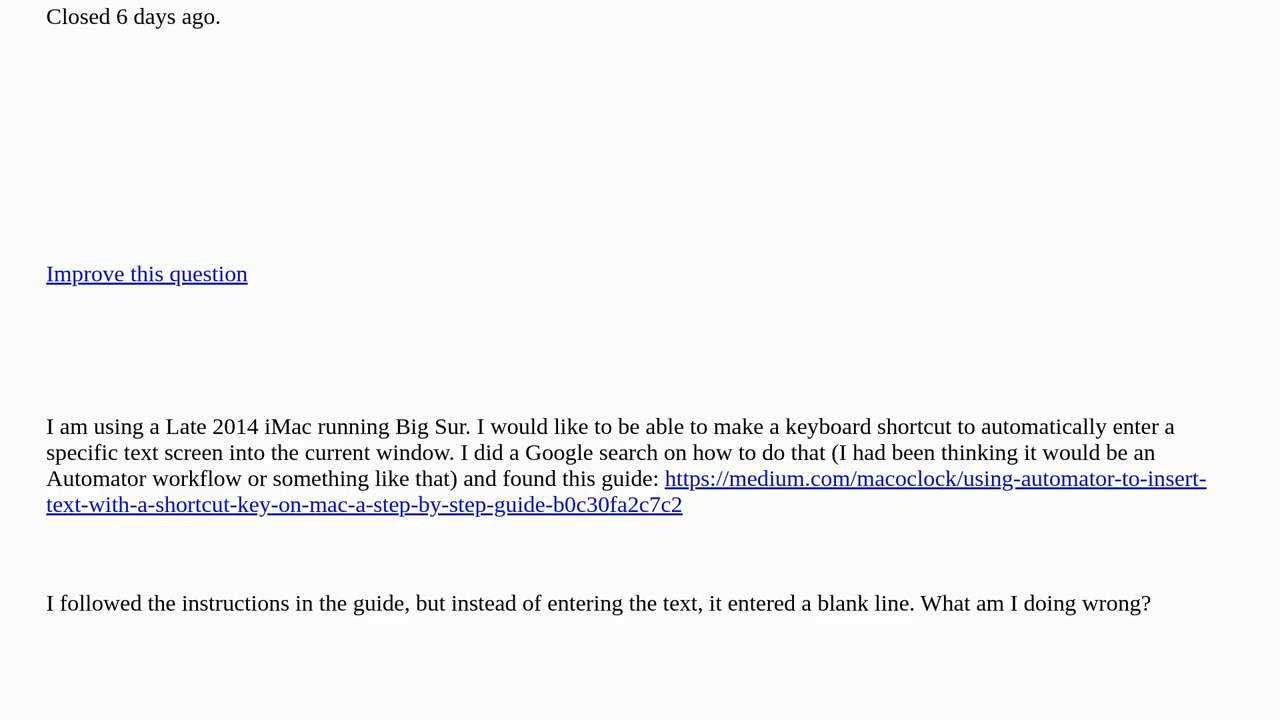 Closed 6 days ago.
Improve this question
I am using a Late 2014 iMac running Big Sur. I would like to be able to make a keyboard shortcut to automatically enter a
specific text screen into the current window. I did a Google search on how to do that (I had been thinking it would be an
Automator workflow or something like that) and found this guide: https://medium.com/macoclock/using-automator-to-insert-
text-with-a-shortcut-key-on-mac-a-step-by-step-guide-b0c30fa2c7c2
I followed the instructions in the guide, but instead of entering the text, it entered a blank line. What am I doing wrong?